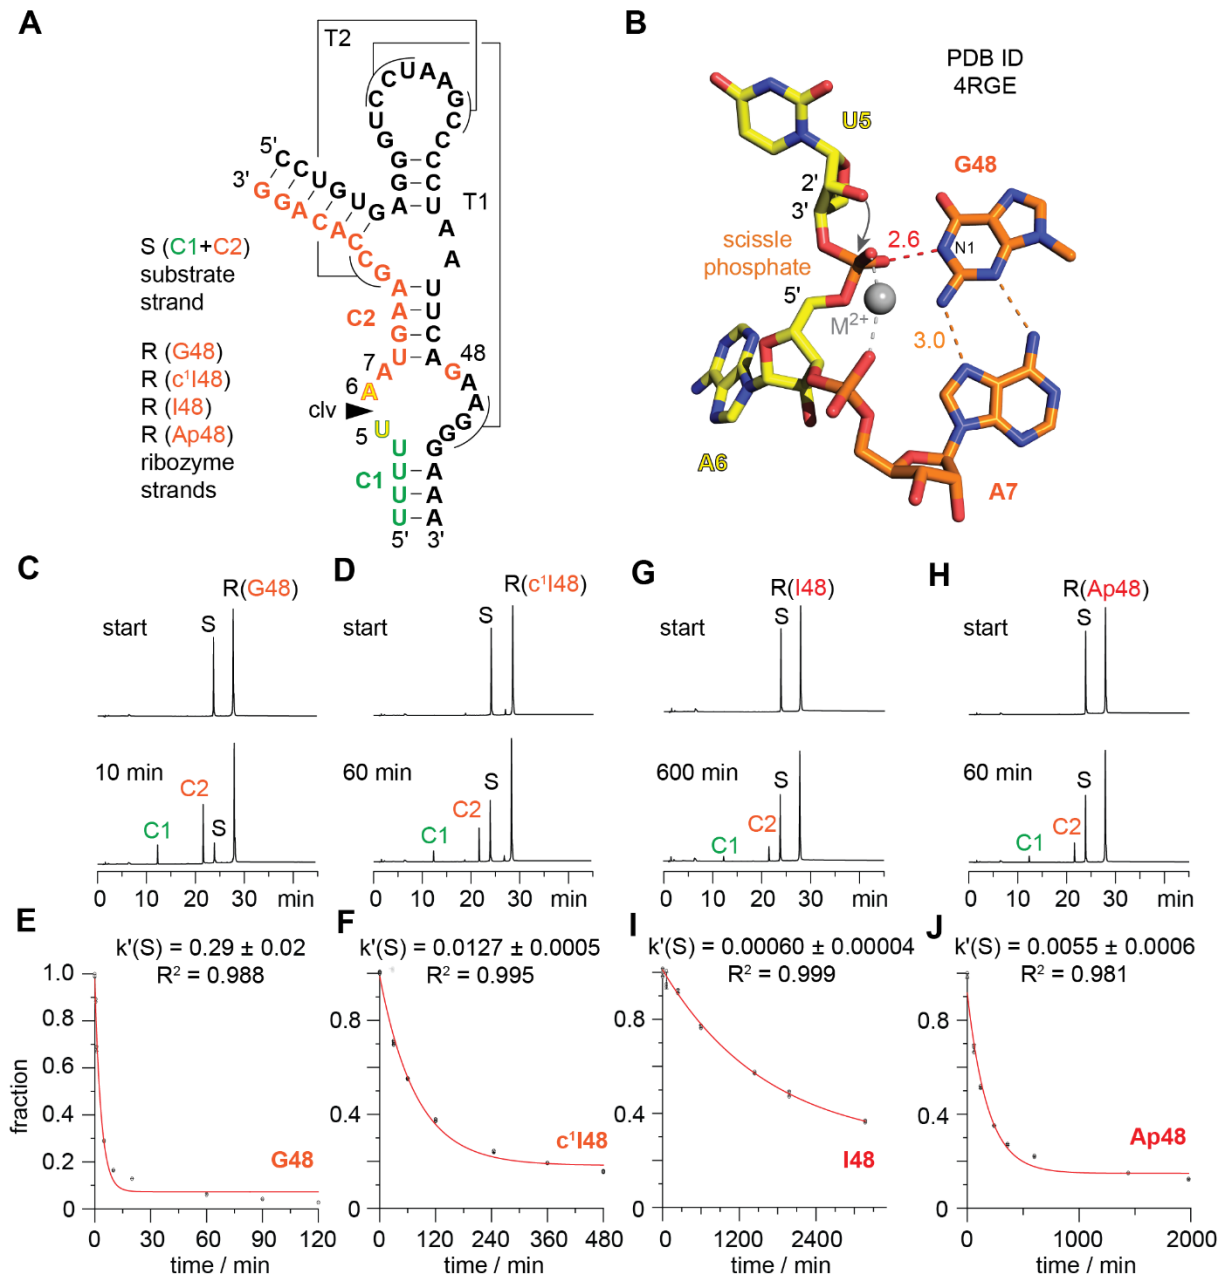 A
T2
C
U
A
A
C
G
C
C
U
C
G
C
G
C
G
U
A
T1
A
A
5'
C
C
U
G
U
G
3'
G
G
A
C
A
C
C
G
S (C1+C2)
substrate
strand
R (G48)
R (c¹I48)
R (I48)
R (Ap48)
ribozyme
strands
C2
A
A
G
U
U
U
C
A
48
7
A
G
6
A
A
A
clv
G
G
5
U
U
G
U
A
C1
U
A
U
A
5'
3'
B
PDB ID
4RGE
U5
G48
2'
3'
scissle
phosphate
2.6
N1
5'
M²⁺
3.0
A6
A7
C
R(G48)
S
start
10 min
C2
C1
S
0 10 20 30 min
D
R(c¹I48)
S
start
60 min
S
C2
C1
0 10 20 30 min
G
R(I48)
S
start
600 min
S
C2
C1
0 10 20 30 min
H
R(Ap48)
S
start
60 min
S
C2
C1
0 10 20 30 min
E
k'(S) = 0.29 ± 0.02
R² = 0.988
1.0
0.8
0.6
0.4
0.2
0
fraction
G48
0 30 60 90 120
time / min
F
k'(S) = 0.0127 ± 0.0005
R² = 0.995
0.8
0.4
0
c¹I48
0 120 240 360 480
time / min
I
k'(S) = 0.00060 ± 0.00004
R² = 0.999
0.8
0.4
0
I48
0 1200 2400
time / min
J
k'(S) = 0.0055 ± 0.0006
R² = 0.981
0.8
0.4
0
Ap48
0 1000 2000
time / min